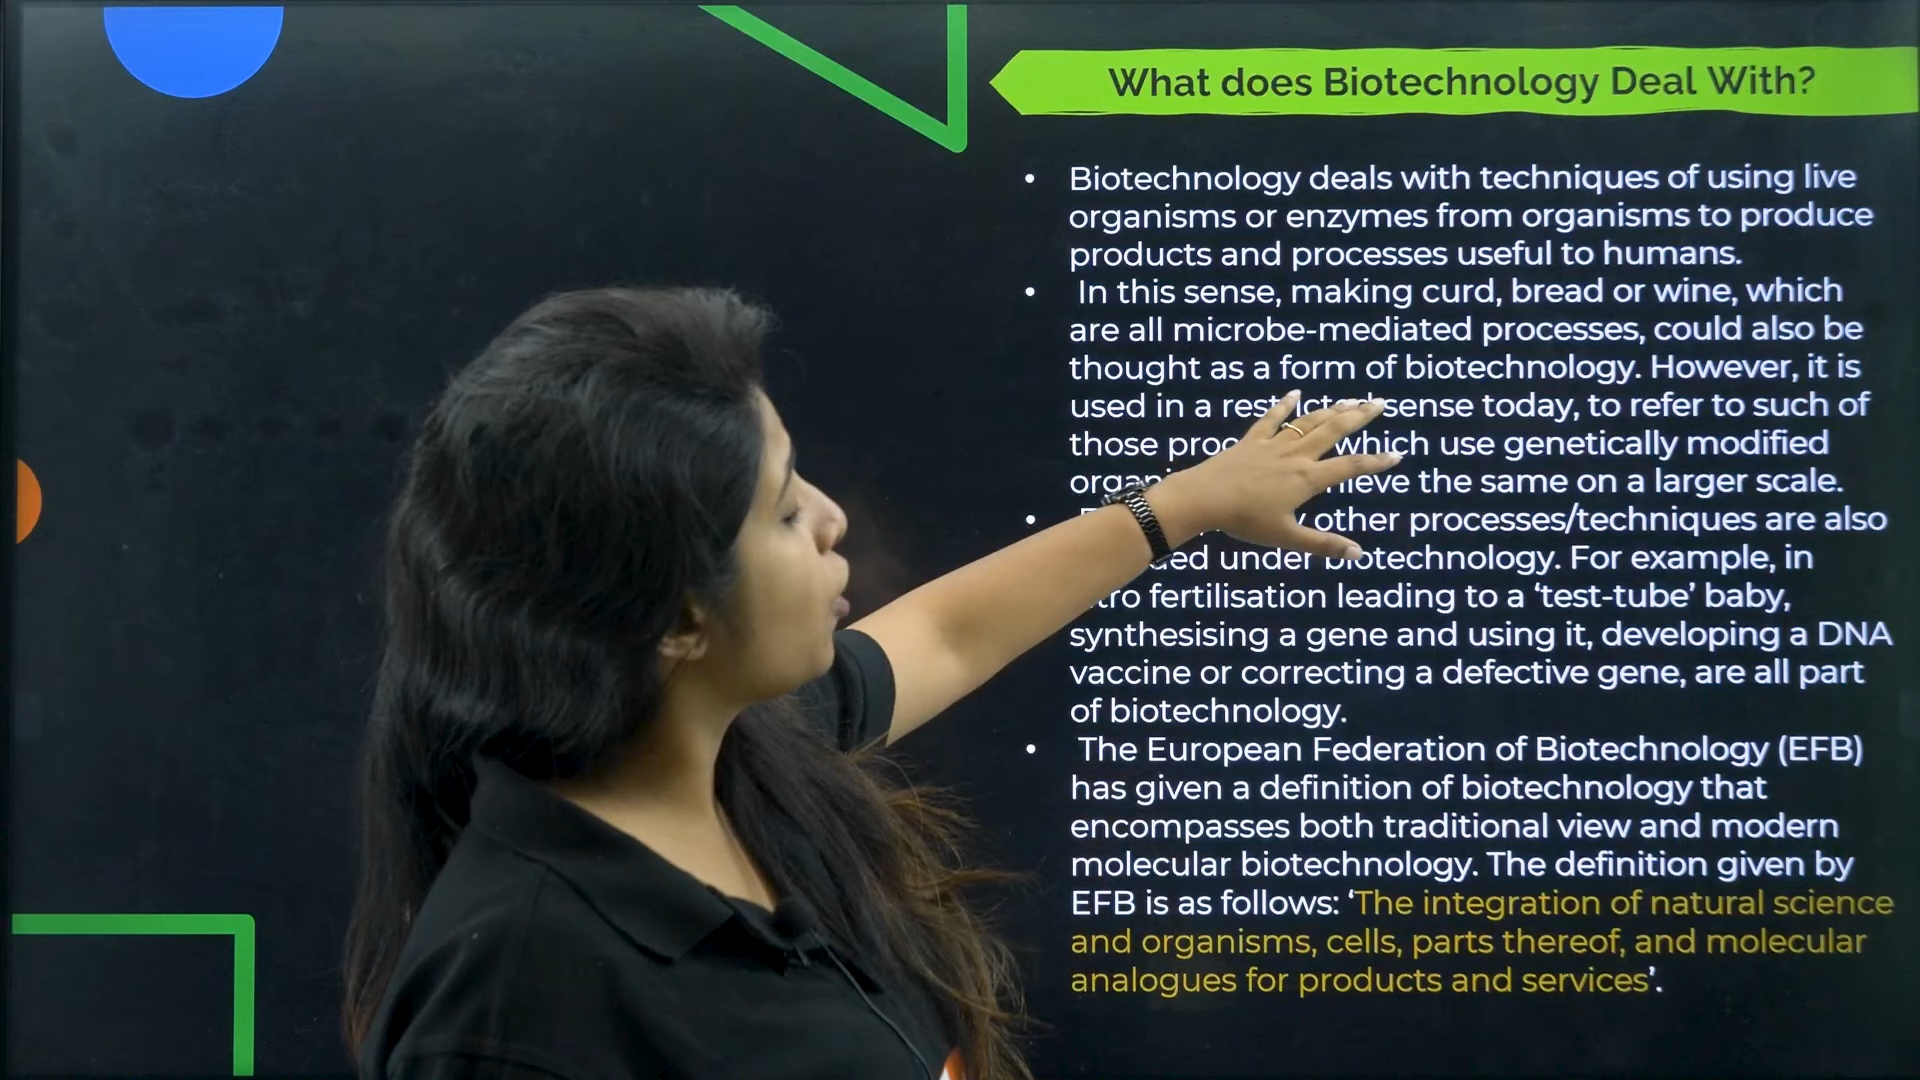 What does Biotechnology Deal With?
• Biotechnology deals with techniques of using live
organisms or enzymes from organisms to produce
products and processes useful to humans.
• In this sense, making curd, bread or wine, which
are all microbe-mediated processes, could also be
thought as a form of biotechnology. However, it is
used in a restricted sense today, to refer to such of
those which use genetically modified
the same on a larger scale.
• other processes/techniques are also
under biotechnology. For example, in
fertilisation leading to a ‘test-tube’ baby,
synthesising a gene and using it, developing a DNA
vaccine or correcting a defective gene, are all part
of biotechnology.
• The European Federation of Biotechnology (EFB)
has given a definition of biotechnology that
encompasses both traditional view and modern
molecular biotechnology. The definition given by
EFB is as follows: ‘The integration of natural science
and organisms, cells, parts thereof, and molecular
analogues for products and services’.